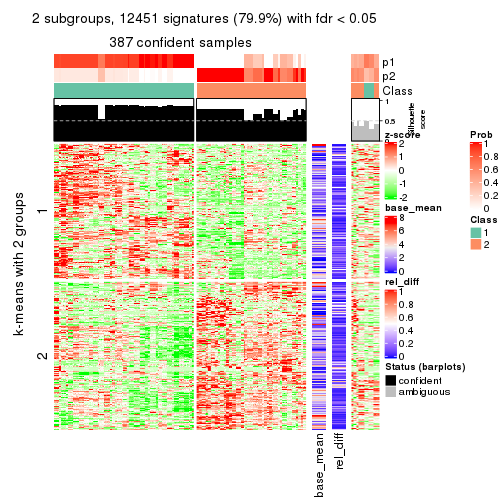 2 subgroups, 12451 signatures (79.9%) with fdr < 0.05
387 confident samples
p1
p2
Class
1
0.5
0
Silhouette
score
k-means with 2 groups
1
2
base_mean
rel_diff
z-score
2
1
0
-1
-2
base_mean
8
6
4
2
0
rel_diff
1
0.8
0.6
0.4
0.2
0
Status (barplots)
confident
ambiguous
Prob
1
0.8
0.6
0.4
0.2
0
Class
1
2